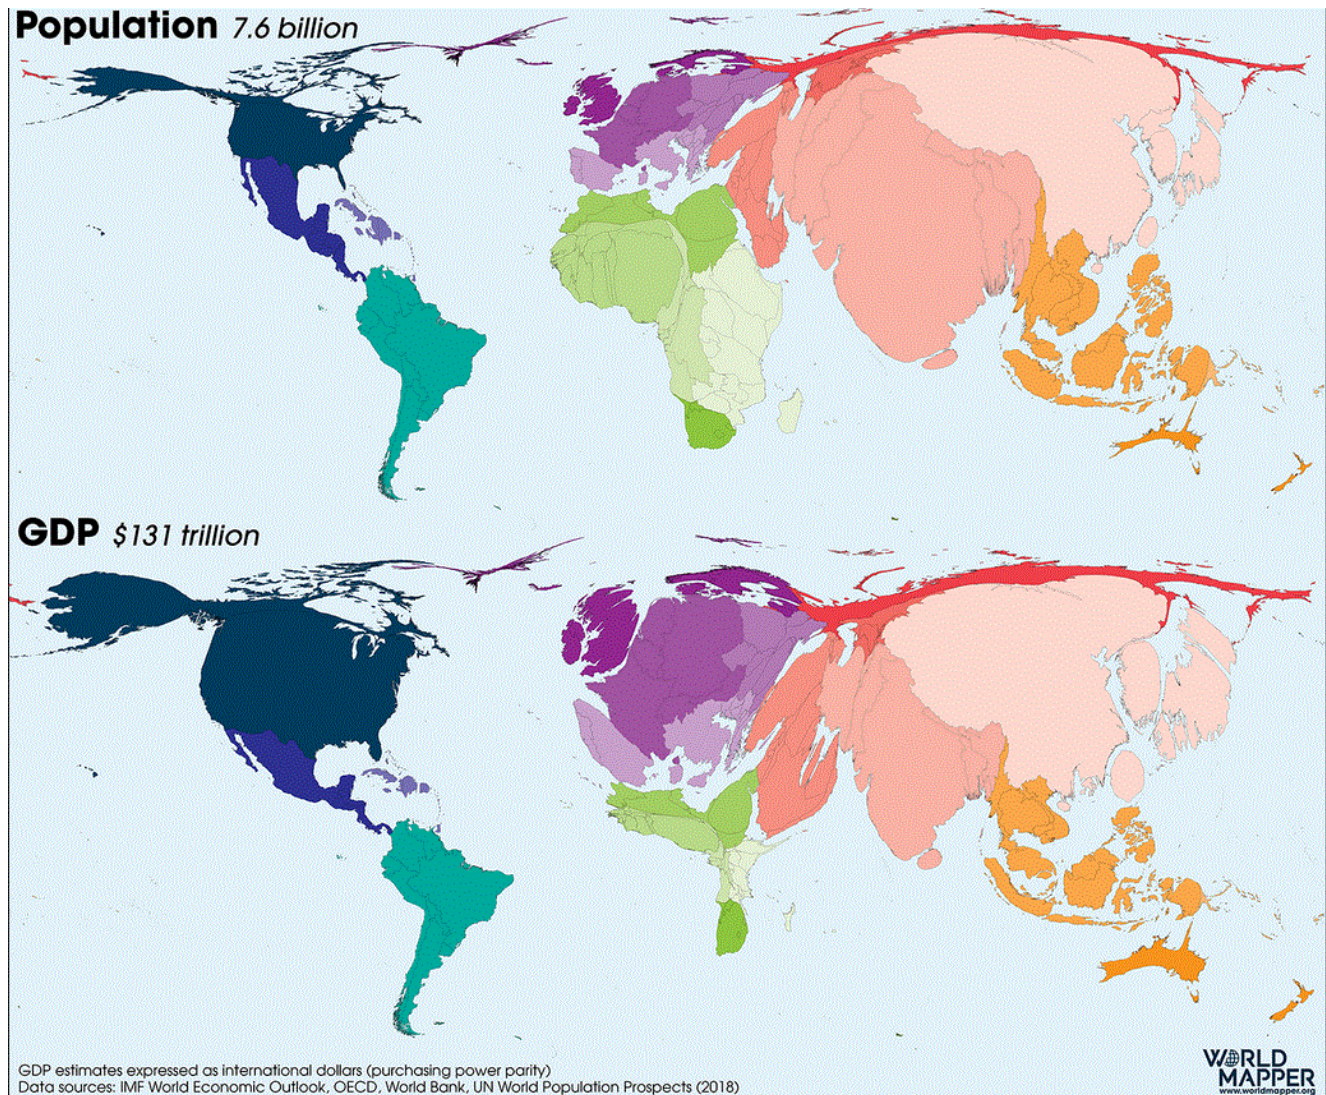 Population 7.6 billion
GDP $131 trillion
GDP estimates expressed as international dollars (purchasing power parity)
Data sources: IMF World Economic Outlook, OECD, World Bank, UN World Population Prospects (2018)
WORLD
MAPPER
www.worldmapper.org